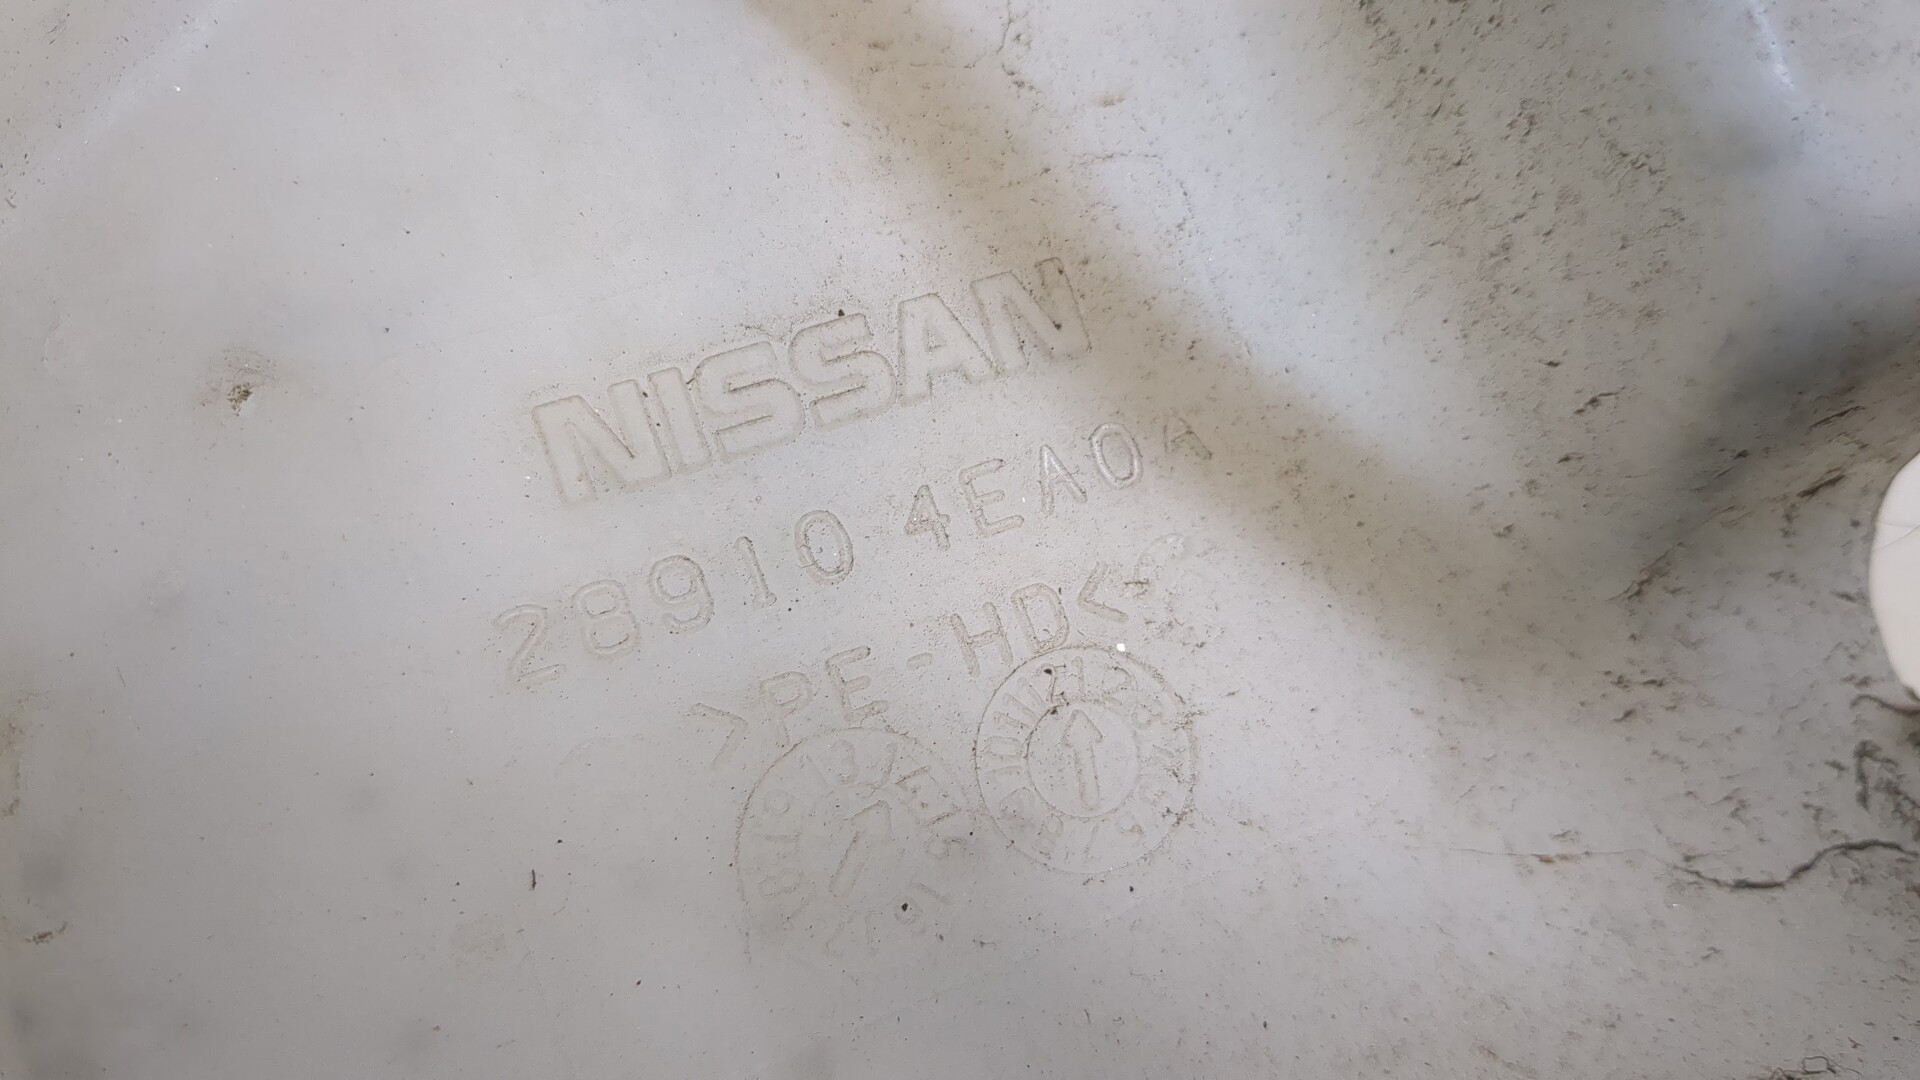 NISSAN
28910 4EA0A
>PE-HD<